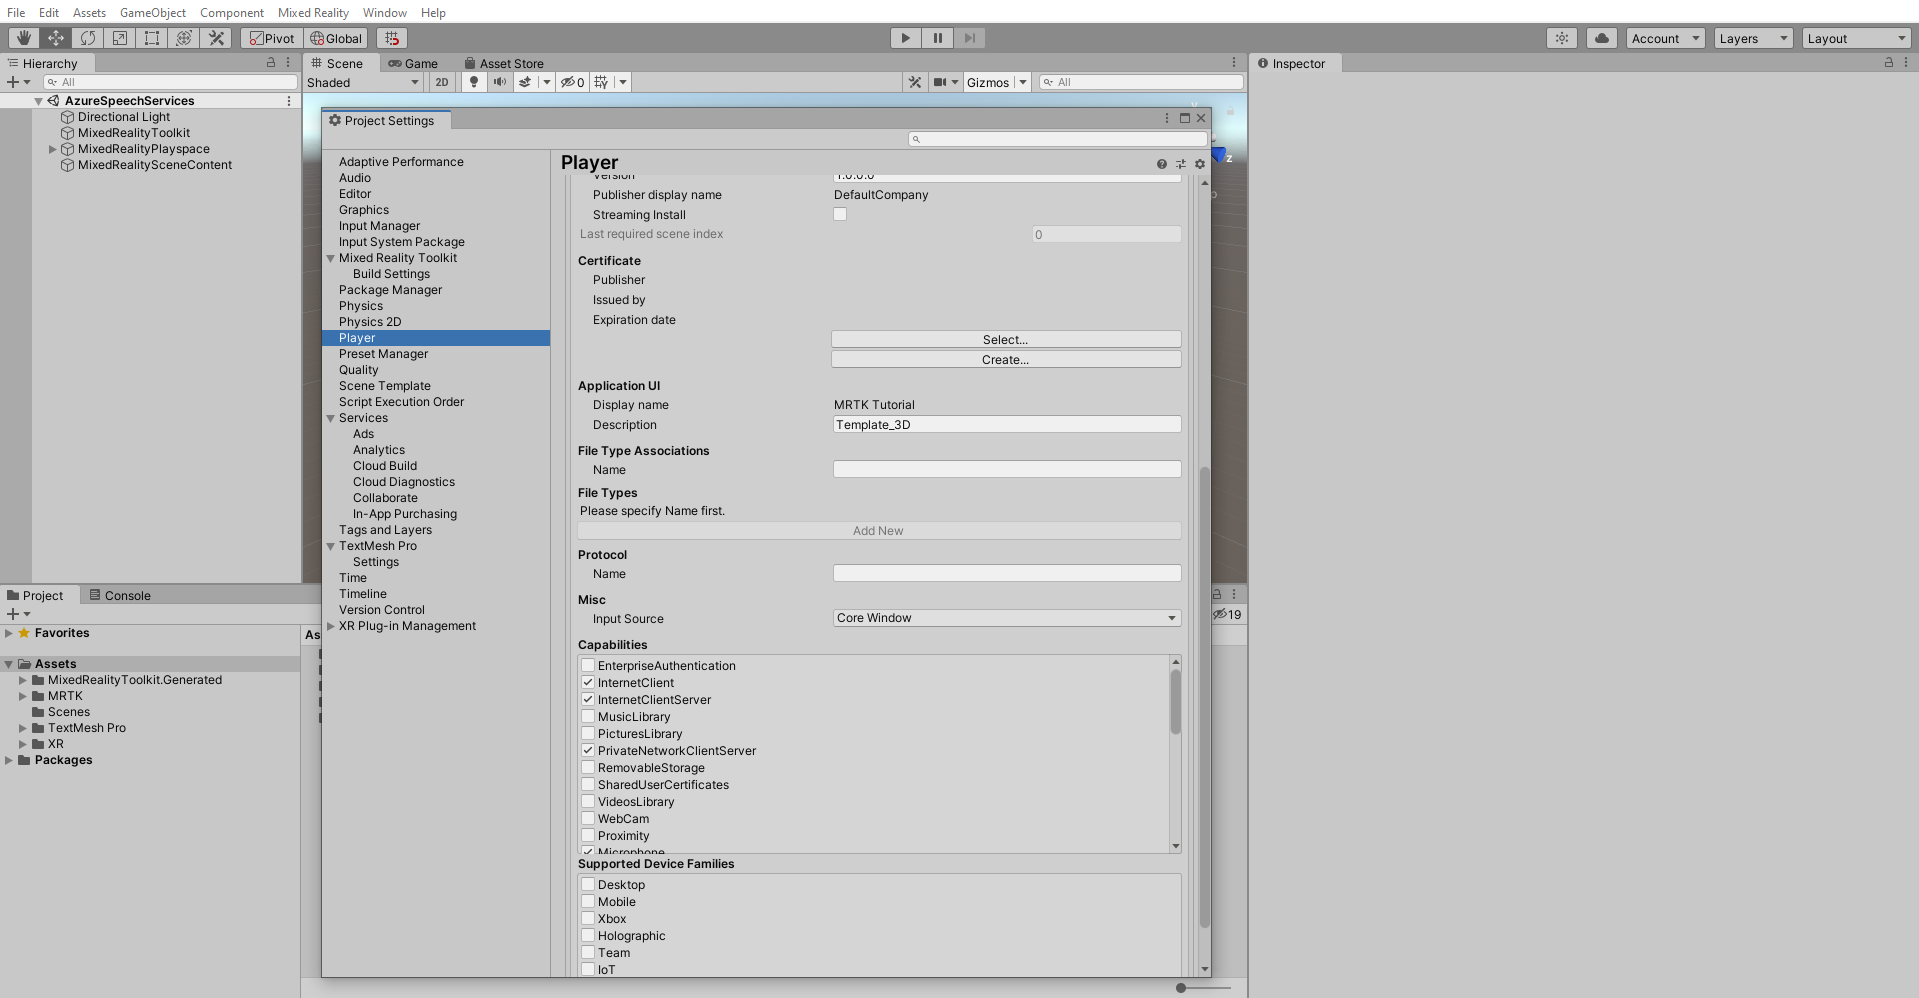 File Edit Assets GameObject Component Mixed Reality Window Help
Pivot Global Account Layers Layout
Hierarchy
All
AzureSpeechServices
Directional Light
MixedRealityToolkit
MixedRealityPlayspace
MixedRealitySceneContent
Scene Game Asset Store
Shaded 2D 0 Gizmos All
Inspector
z
Project Settings
Adaptive Performance
Audio
Editor
Graphics
Input Manager
Input System Package
Mixed Reality Toolkit
Build Settings
Package Manager
Physics
Physics 2D
Player
Preset Manager
Quality
Scene Template
Script Execution Order
Services
Ads
Analytics
Cloud Build
Cloud Diagnostics
Collaborate
In-App Purchasing
Tags and Layers
TextMesh Pro
Settings
Time
Timeline
Version Control
XR Plug-in Management
Player
Version 1.0.0.0
Publisher display name DefaultCompany
Streaming Install
Last required scene index 0
Certificate
Publisher
Issued by
Expiration date
Select...
Create...
Application UI
Display name MRTK Tutorial
Description Template_3D
File Type Associations
Name
File Types
Please specify Name first.
Add New
Protocol
Name
Misc
Input Source Core Window
Capabilities
EnterpriseAuthentication
InternetClient
InternetClientServer
MusicLibrary
PicturesLibrary
PrivateNetworkClientServer
RemovableStorage
SharedUserCertificates
VideosLibrary
WebCam
Proximity
Microphone
Supported Device Families
Desktop
Mobile
Xbox
Holographic
Team
IoT
Project Console
19
Favorites
Assets
MixedRealityToolkit.Generated
MRTK
Scenes
TextMesh Pro
XR
Packages
As